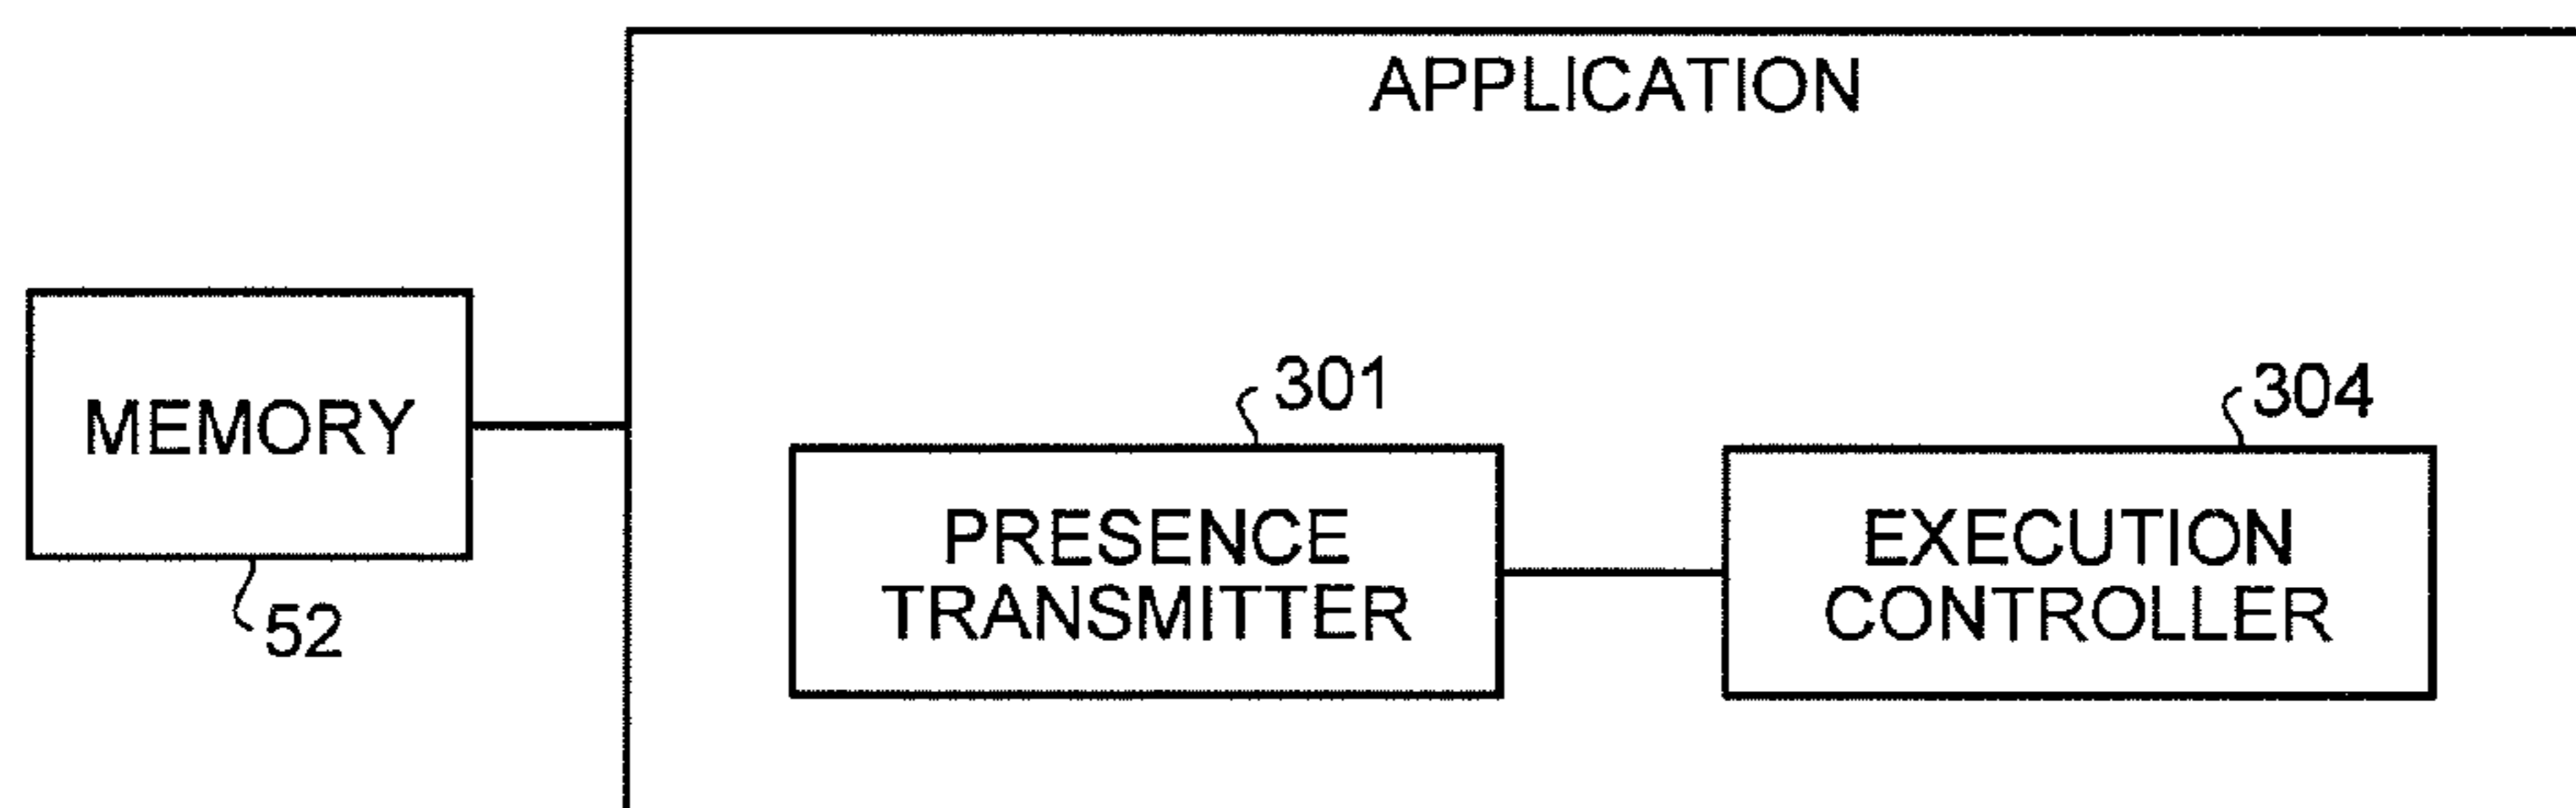 APPLICATION
301
304
MEMORY
PRESENCE
TRANSMITTER
EXECUTION
CONTROLLER
52